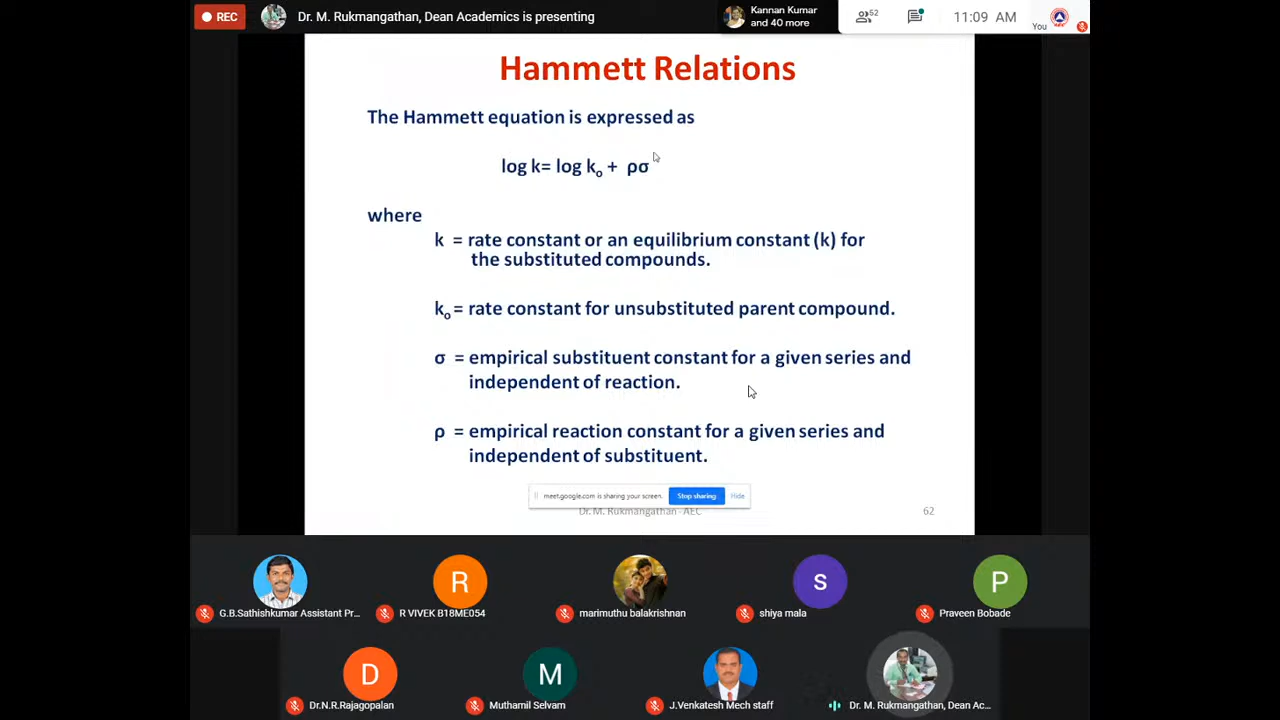 REC
Dr. M. Rukmangathan, Dean Academics is presenting
Kannan Kumar
and 40 more
52
11:09 AM
You
Hammett Relations
The Hammett equation is expressed as
log k= log ko + ρσ
where
k = rate constant or an equilibrium constant (k) for
the substituted compounds.
ko = rate constant for unsubstituted parent compound.
σ = empirical substituent constant for a given series and
independent of reaction.
ρ = empirical reaction constant for a given series and
independent of substituent.
meet.google.com is sharing your screen. Stop sharing Hide
Dr. M. Rukmangathan - AEC
62
R
S
P
G.B.Sathishkumar Assistant Pr...
R VIVEK B18ME054
marimuthu balakrishnan
shiya mala
Praveen Bobade
D
M
Dr.N.R.Rajagopalan
Muthamil Selvam
J.Venkatesh Mech staff
Dr. M. Rukmangathan, Dean Ac...